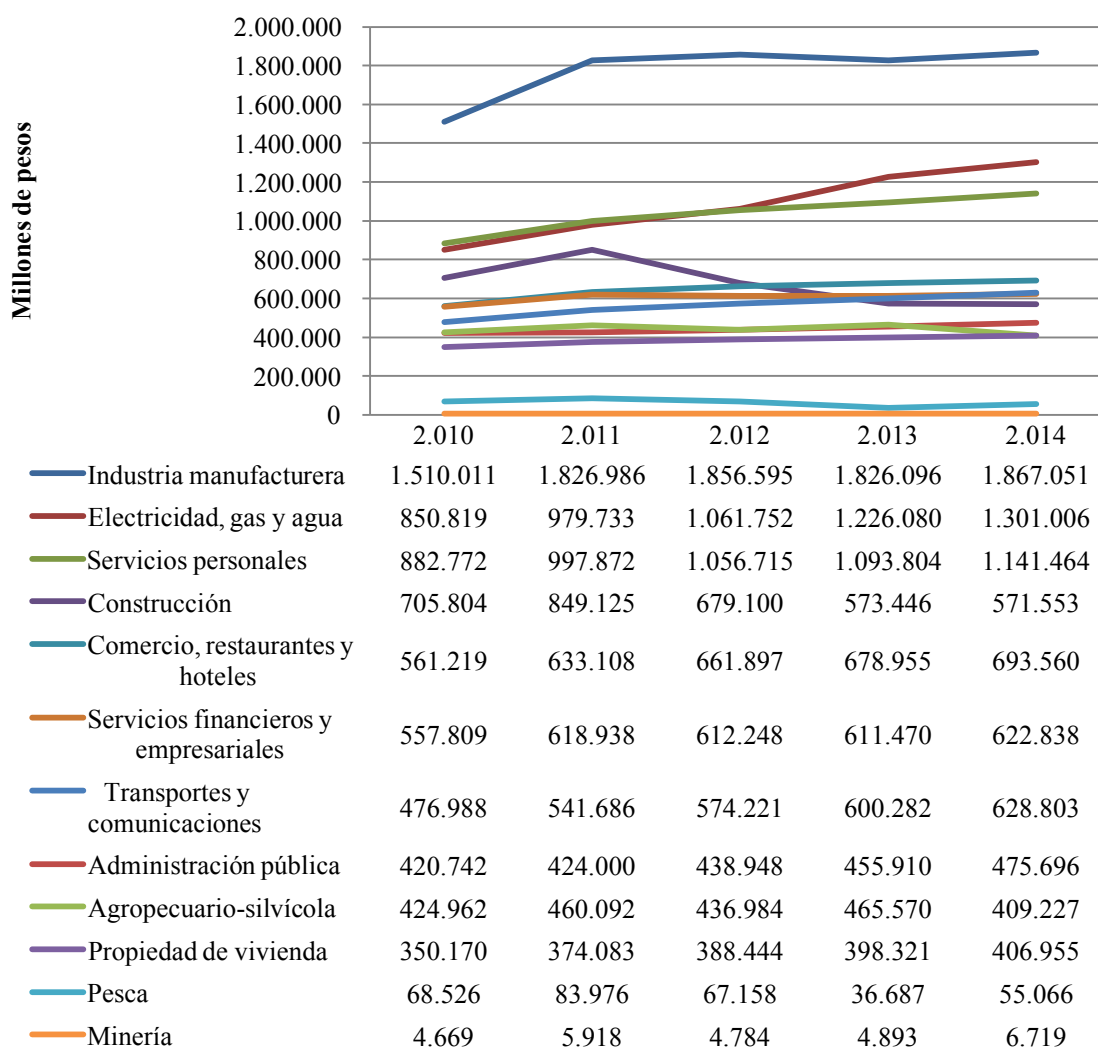 Millones de pesos
2.000.000
1.800.000
1.600.000
1.400.000
1.200.000
1.000.000
800.000
600.000
400.000
200.000
0
2.010 2.011 2.012 2.013 2.014
Industria manufacturera 1.510.011 1.826.986 1.856.595 1.826.096 1.867.051
Electricidad, gas y agua 850.819 979.733 1.061.752 1.226.080 1.301.006
Servicios personales 882.772 997.872 1.056.715 1.093.804 1.141.464
Construcción 705.804 849.125 679.100 573.446 571.553
Comercio, restaurantes y
hoteles 561.219 633.108 661.897 678.955 693.560
Servicios financieros y
empresariales 557.809 618.938 612.248 611.470 622.838
Transportes y
comunicaciones 476.988 541.686 574.221 600.282 628.803
Administración pública 420.742 424.000 438.948 455.910 475.696
Agropecuario-silvícola 424.962 460.092 436.984 465.570 409.227
Propiedad de vivienda 350.170 374.083 388.444 398.321 406.955
Pesca 68.526 83.976 67.158 36.687 55.066
Minería 4.669 5.918 4.784 4.893 6.719